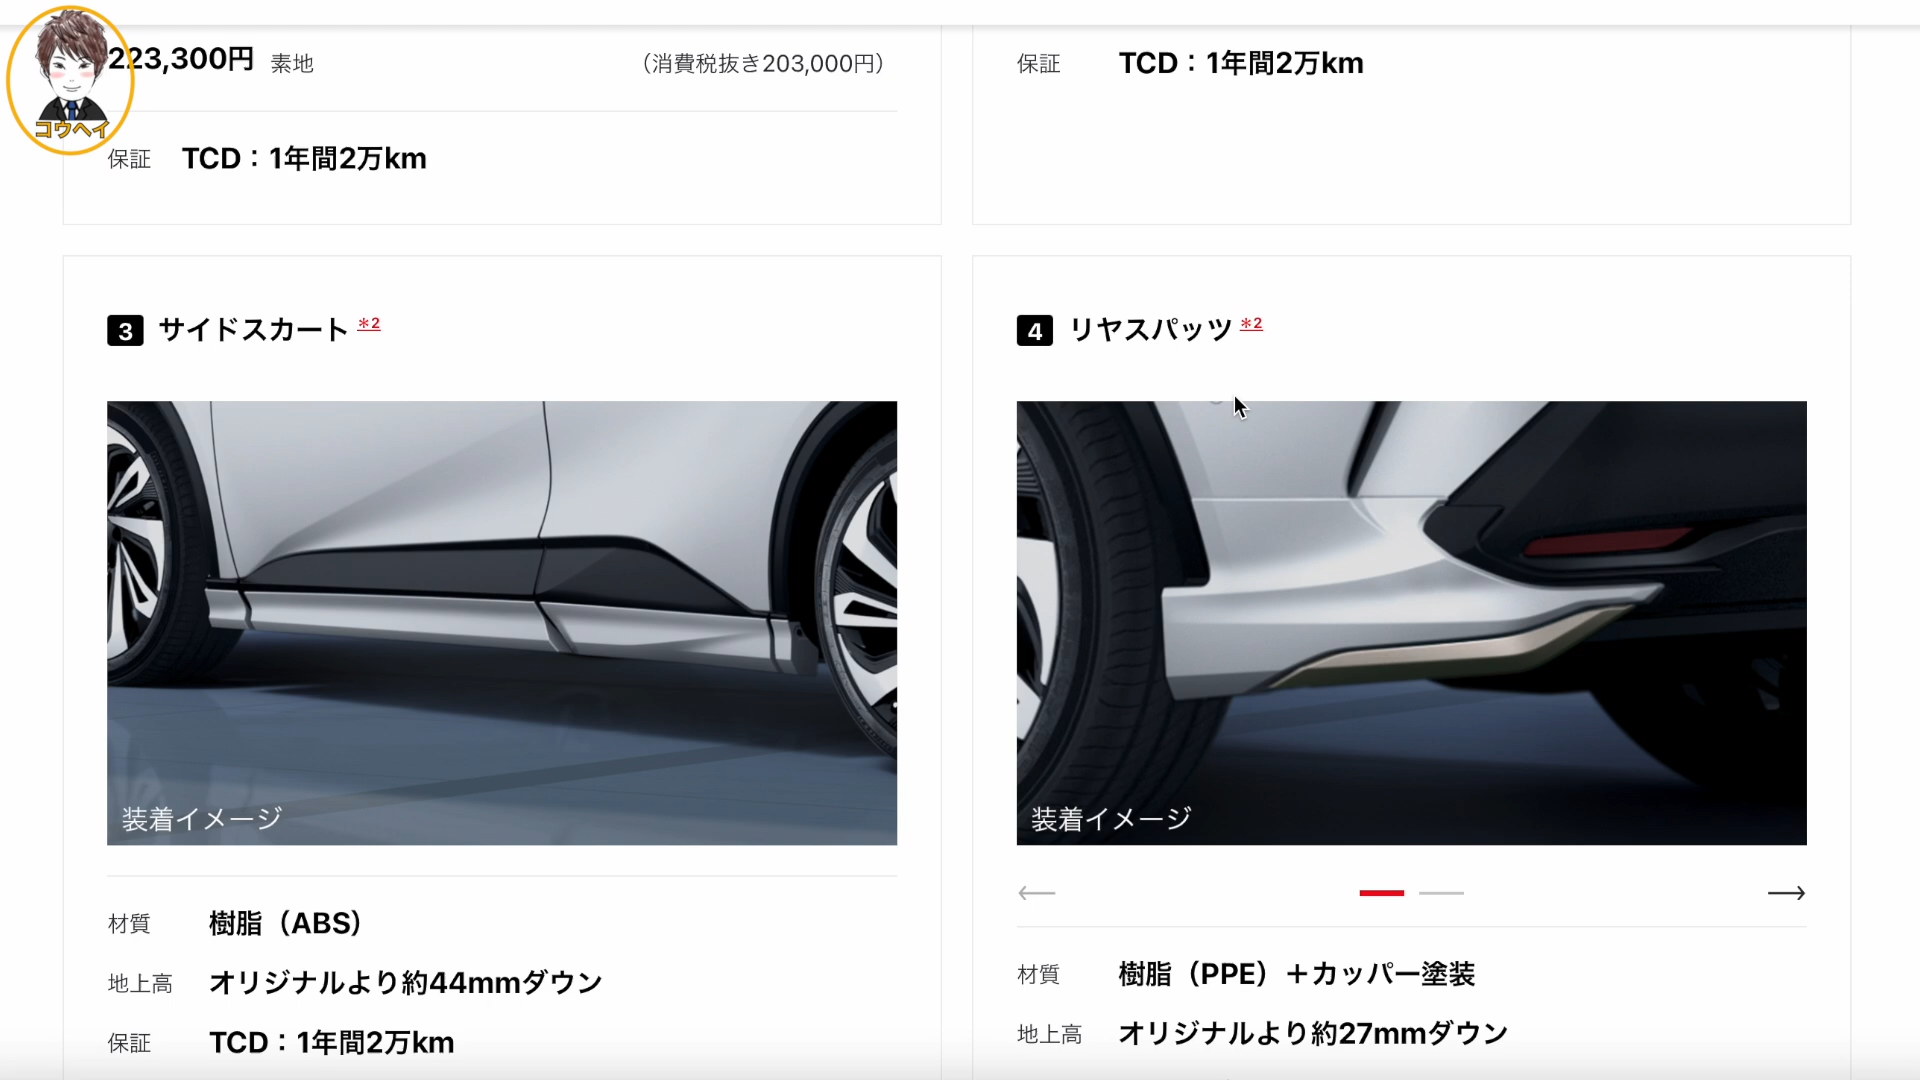 コウヘイ
223,300円 素地 （消費税抜き203,000円）
保証 TCD：1年間2万km
保証 TCD：1年間2万km
3 サイドスカート *2
装着イメージ
材質 樹脂（ABS）
地上高 オリジナルより約44mmダウン
保証 TCD：1年間2万km
4 リヤスパッツ *2
装着イメージ
材質 樹脂（PPE）＋カッパー塗装
地上高 オリジナルより約27mmダウン